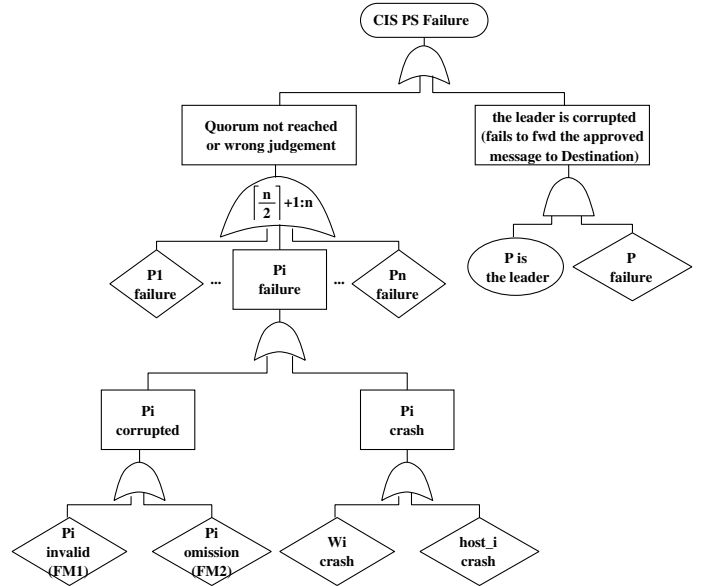 CIS PS Failure
Quorum not reached
or wrong judgement
the leader is corrupted
(fails to fwd the approved
message to Destination)
⌈n/2⌉+1:n
P1
failure
...
Pi
failure
...
Pn
failure
P is
the leader
P
failure
Pi
corrupted
Pi
crash
Pi
invalid
(FM1)
Pi
omission
(FM2)
Wi
crash
host_i
crash